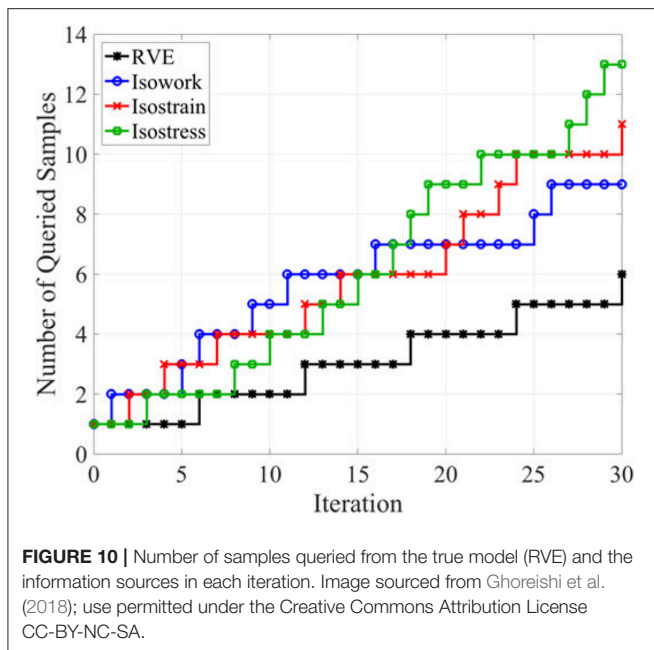 14
12
10
8
6
4
2
0
Number of Queried Samples
RVE
Isowork
Isostrain
Isostress
0 5 10 15 20 25 30
Iteration
FIGURE 10 | Number of samples queried from the true model (RVE) and the
information sources in each iteration. Image sourced from Ghoreishi et al.
(2018); use permitted under the Creative Commons Attribution License
CC-BY-NC-SA.